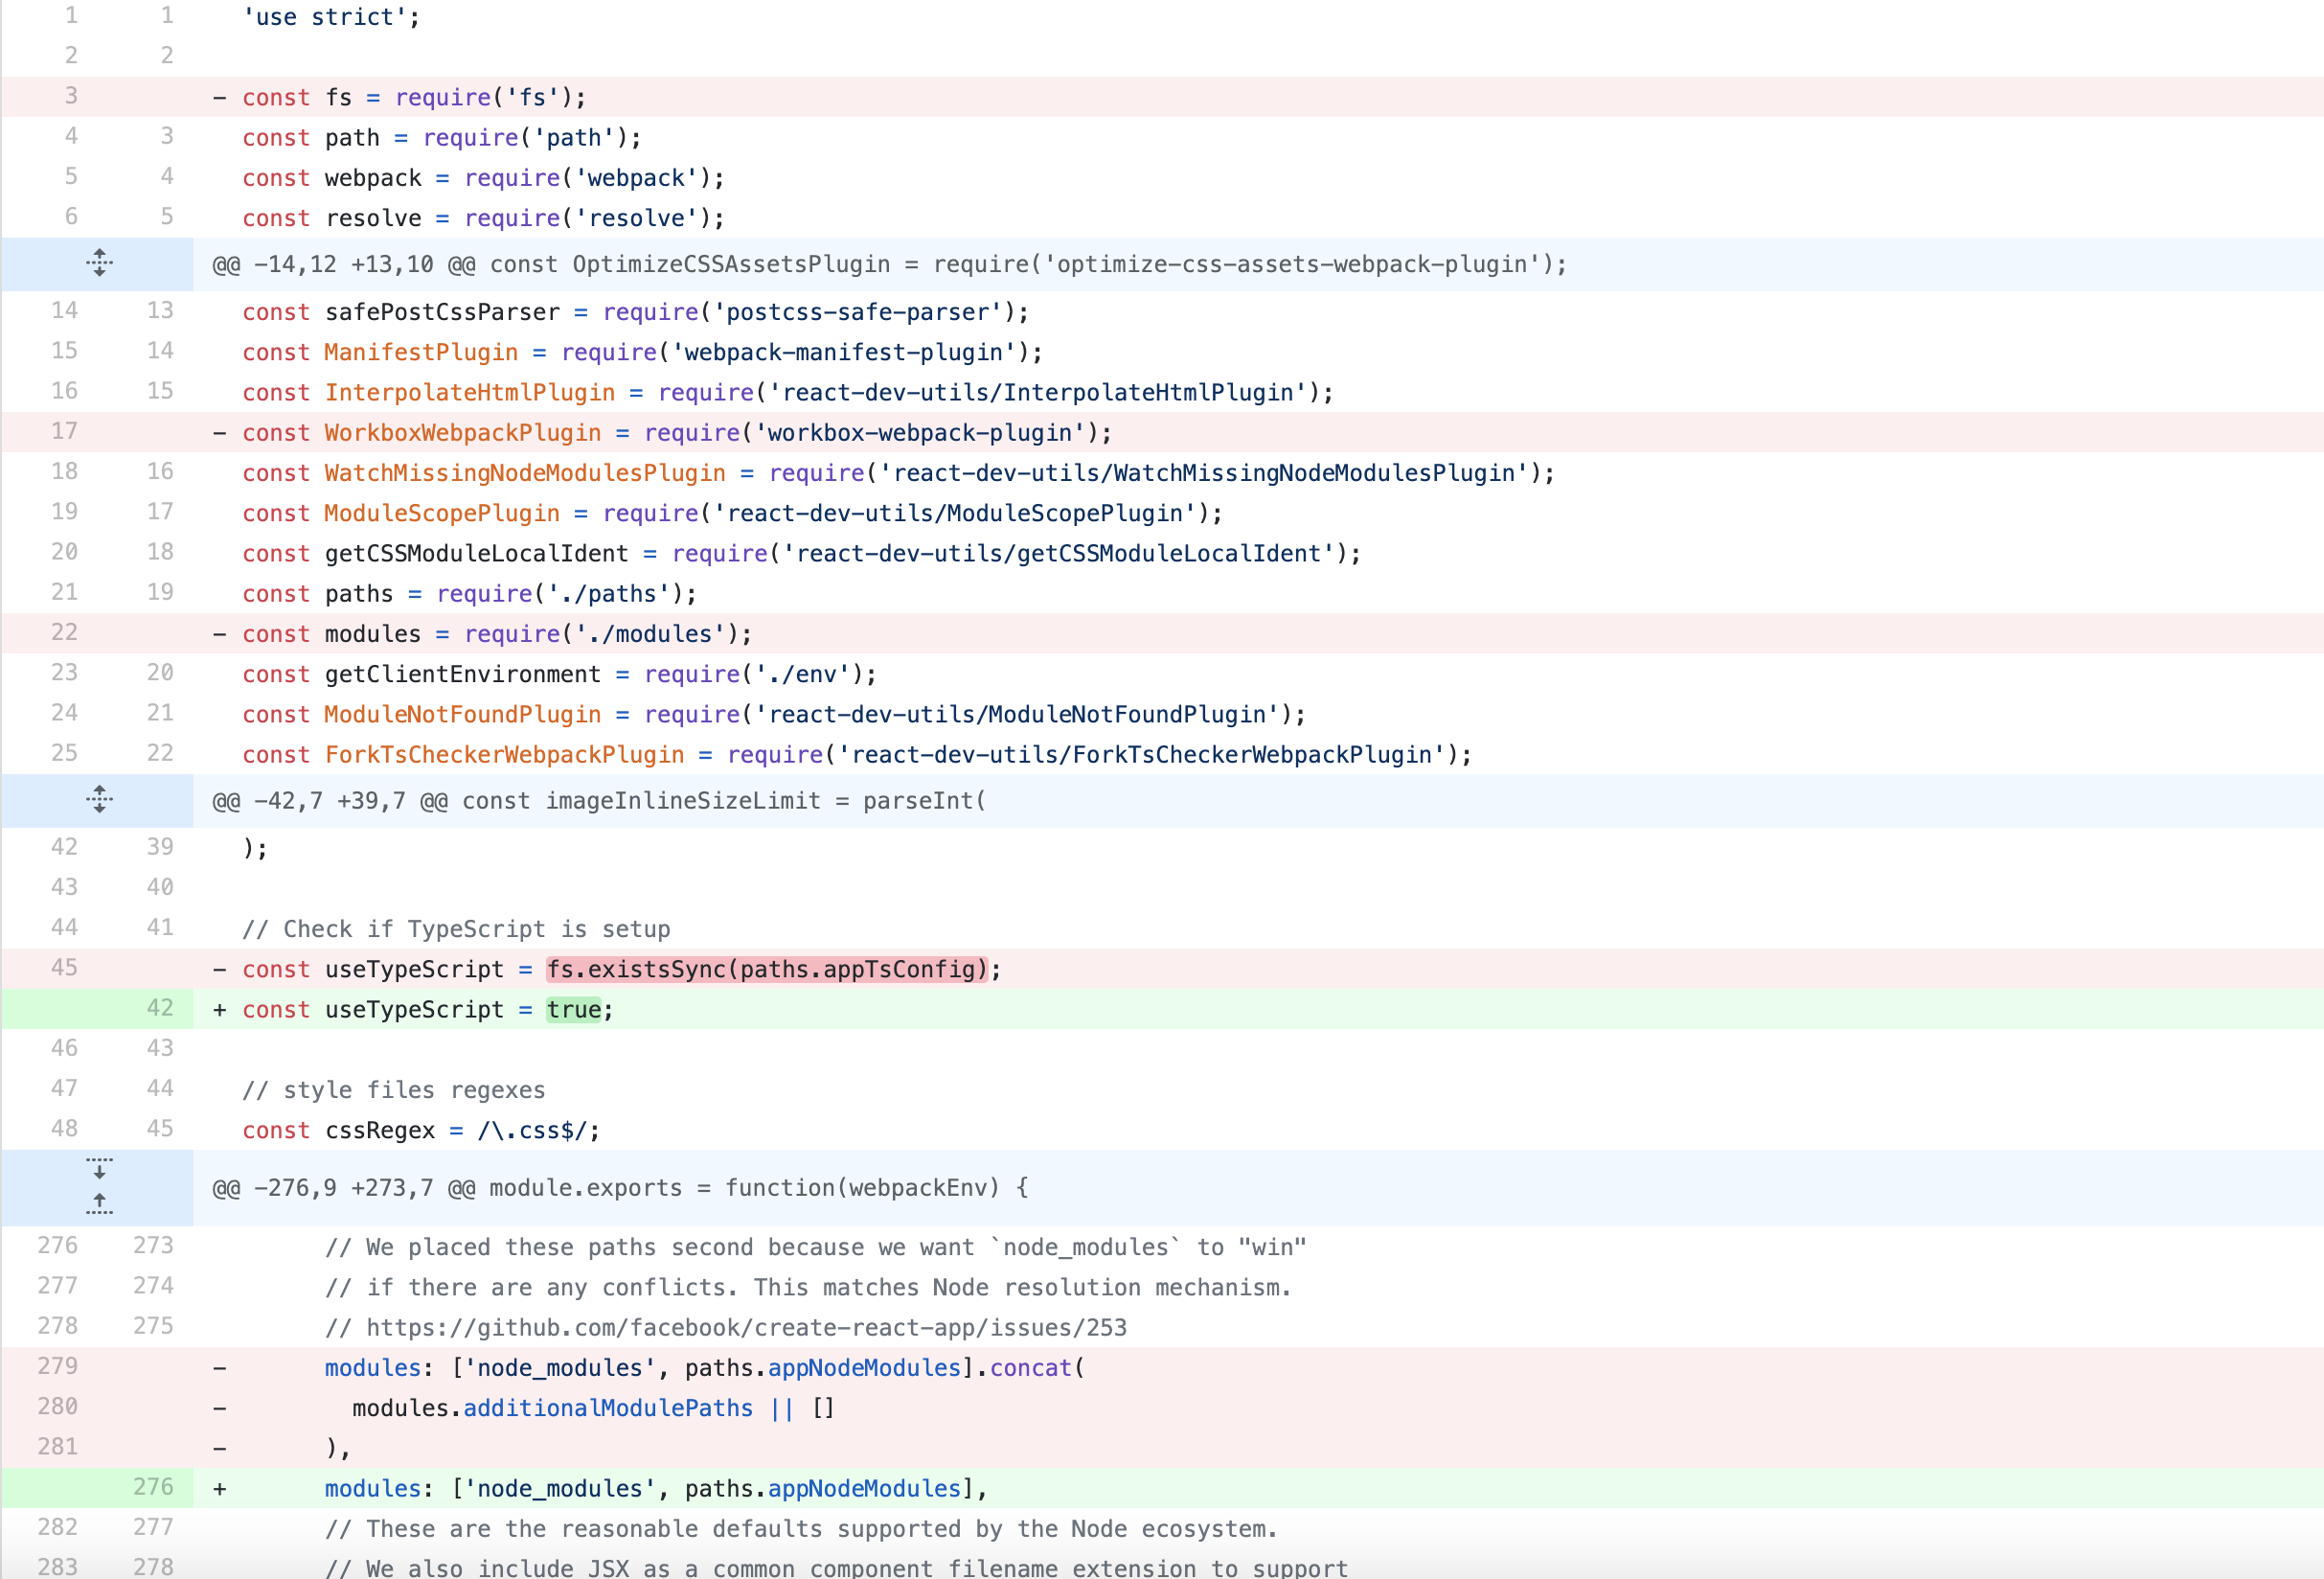 1 1 'use strict';
2 2
3 - const fs = require('fs');
4 3 const path = require('path');
5 4 const webpack = require('webpack');
6 5 const resolve = require('resolve');
@@ -14,12 +13,10 @@ const OptimizeCSSAssetsPlugin = require('optimize-css-assets-webpack-plugin');
14 13 const safePostCssParser = require('postcss-safe-parser');
15 14 const ManifestPlugin = require('webpack-manifest-plugin');
16 15 const InterpolateHtmlPlugin = require('react-dev-utils/InterpolateHtmlPlugin');
17 - const WorkboxWebpackPlugin = require('workbox-webpack-plugin');
18 16 const WatchMissingNodeModulesPlugin = require('react-dev-utils/WatchMissingNodeModulesPlugin');
19 17 const ModuleScopePlugin = require('react-dev-utils/ModuleScopePlugin');
20 18 const getCSSModuleLocalIdent = require('react-dev-utils/getCSSModuleLocalIdent');
21 19 const paths = require('./paths');
22 - const modules = require('./modules');
23 20 const getClientEnvironment = require('./env');
24 21 const ModuleNotFoundPlugin = require('react-dev-utils/ModuleNotFoundPlugin');
25 22 const ForkTsCheckerWebpackPlugin = require('react-dev-utils/ForkTsCheckerWebpackPlugin');
@@ -42,7 +39,7 @@ const imageInlineSizeLimit = parseInt(
42 39 );
43 40
44 41 // Check if TypeScript is setup
45 - const useTypeScript = fs.existsSync(paths.appTsConfig);
42 + const useTypeScript = true;
46 43
47 44 // style files regexes
48 45 const cssRegex = /\.css$/;
@@ -276,9 +273,7 @@ module.exports = function(webpackEnv) {
276 273 // We placed these paths second because we want `node_modules` to "win"
277 274 // if there are any conflicts. This matches Node resolution mechanism.
278 275 // https://github.com/facebook/create-react-app/issues/253
279 - modules: ['node_modules', paths.appNodeModules].concat(
280 - modules.additionalModulePaths || []
281 - ),
276 + modules: ['node_modules', paths.appNodeModules],
282 277 // These are the reasonable defaults supported by the Node ecosystem.
283 278 // We also include JSX as a common component filename extension to support